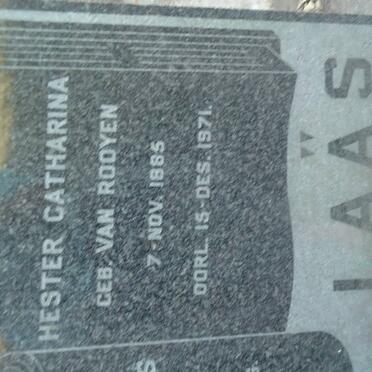 HESTER CATHARINA
GEB. VAN ROOYEN
7 NOV. 1885
OORL. 15 DES. 1971.